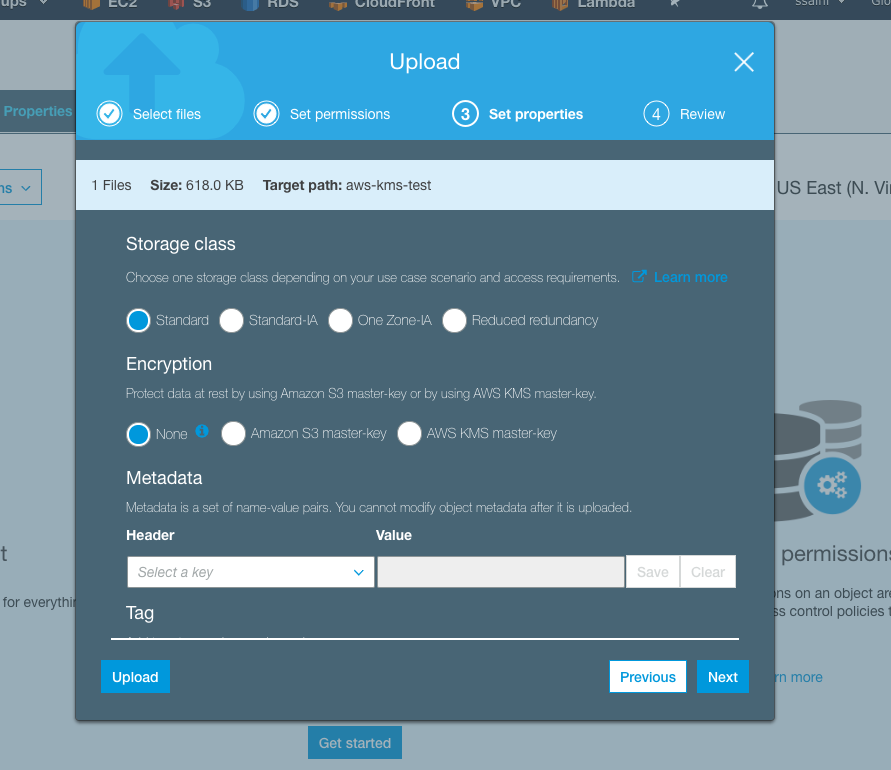 ups EC2 S3 RDS CloudFront VPC Lambda ssaini Glo
Upload
Select files Set permissions 3 Set properties 4 Review
Properties
1 Files Size: 618.0 KB Target path: aws-kms-test
ns US East (N. Vir
Storage class
Choose one storage class depending on your use case scenario and access requirements. Learn more
Standard Standard-IA One Zone-IA Reduced redundancy
Encryption
Protect data at rest by using Amazon S3 master-key or by using AWS KMS master-key.
None Amazon S3 master-key AWS KMS master-key
Metadata
Metadata is a set of name-value pairs. You cannot modify object metadata after it is uploaded.
Header Value
Select a key Save Clear
t permissions
for everythin ons on an object are
ss control policies t
Tag
Upload Previous Next
rn more
Get started